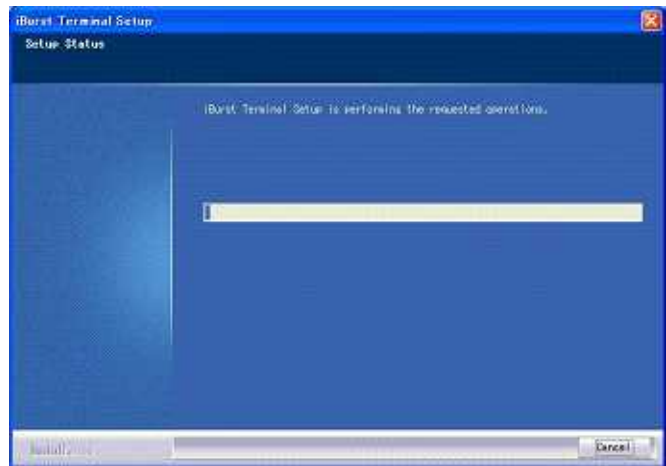 iBurst Terminal Setup
Setup Status
iBurst Terminal Setup is performing the requested operations.
Cancel